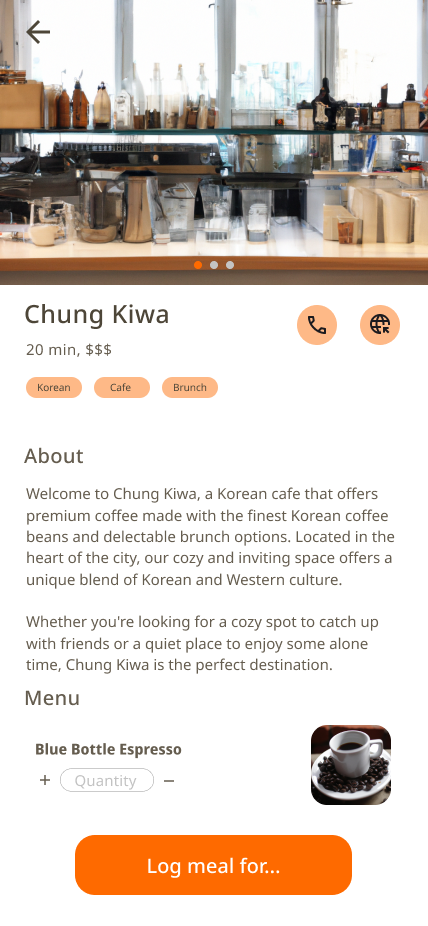 Chung Kiwa
20 min, $$$
Korean Cafe Brunch
About
Welcome to Chung Kiwa, a Korean cafe that offers
premium coffee made with the finest Korean coffee
beans and delectable brunch options. Located in the
heart of the city, our cozy and inviting space offers a
unique blend of Korean and Western culture.
Whether you're looking for a cozy spot to catch up
with friends or a quiet place to enjoy some alone
time, Chung Kiwa is the perfect destination.
Menu
Blue Bottle Espresso
+ Quantity −
Log meal for...